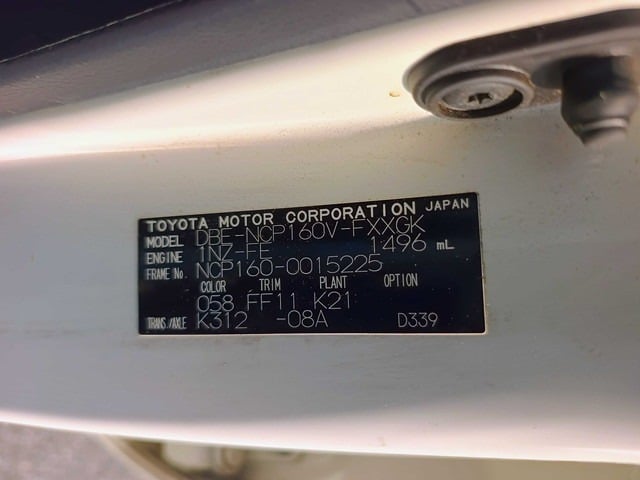 TOYOTA MOTOR CORPORATION JAPAN
MODEL DBE-NCP160V-FXXGK
ENGINE 1NZ-FE 1496 mL
FRAME No. NCP160-0015225
COLOR TRIM PLANT OPTION
058 FF11 K21
TRANS./AXLE K312 -08A D339